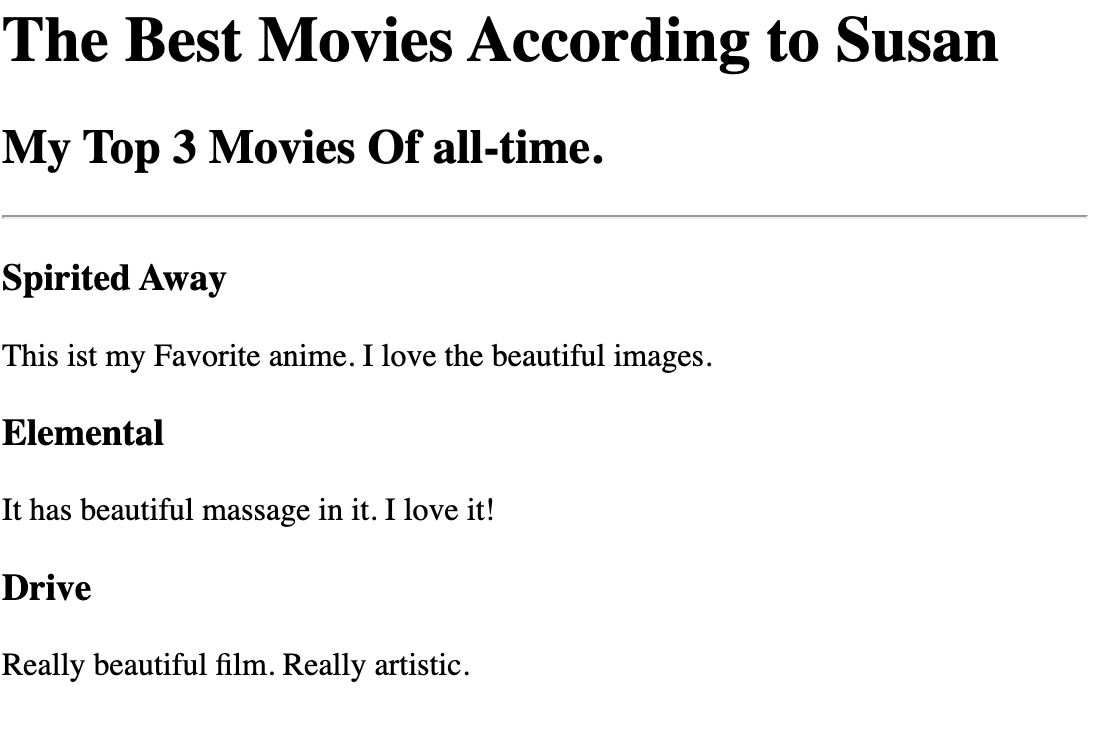 The Best Movies According to Susan
My Top 3 Movies Of all-time.
Spirited Away
This ist my Favorite anime. I love the beautiful images.
Elemental
It has beautiful massage in it. I love it!
Drive
Really beautiful film. Really artistic.